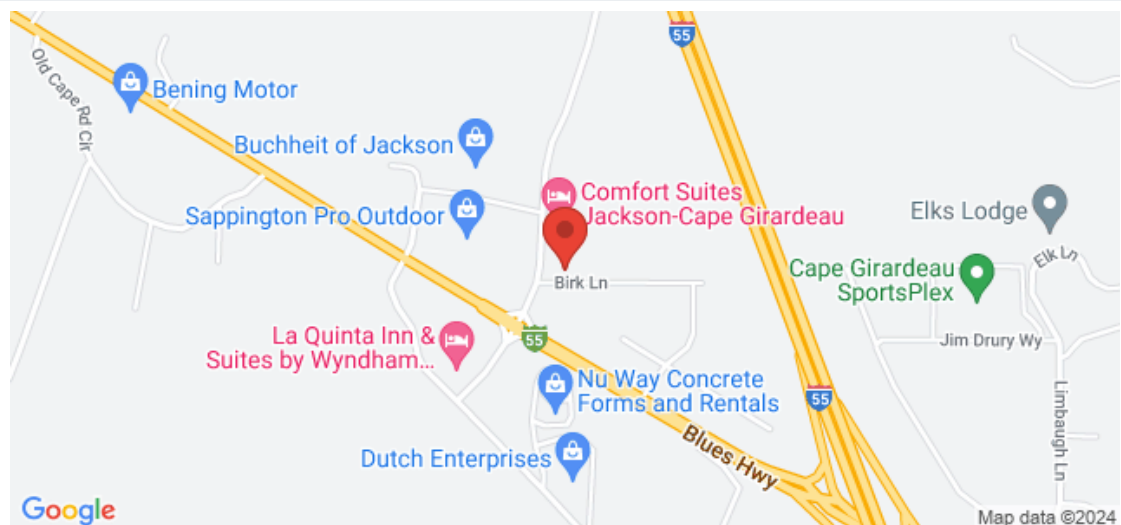 55
Old Cape Rd Cir
Bening Motor
Buchheit of Jackson
Comfort Suites
Jackson-Cape Girardeau
Sappington Pro Outdoor
Elks Lodge
Elk Ln
Cape Girardeau
SportsPlex
Birk Ln
La Quinta Inn &
Suites by Wyndham...
55
Jim Drury Wy
Nu Way Concrete
Forms and Rentals
55
Limbaugh Ln
Blues Hwy
Dutch Enterprises
Google
Map data ©2024